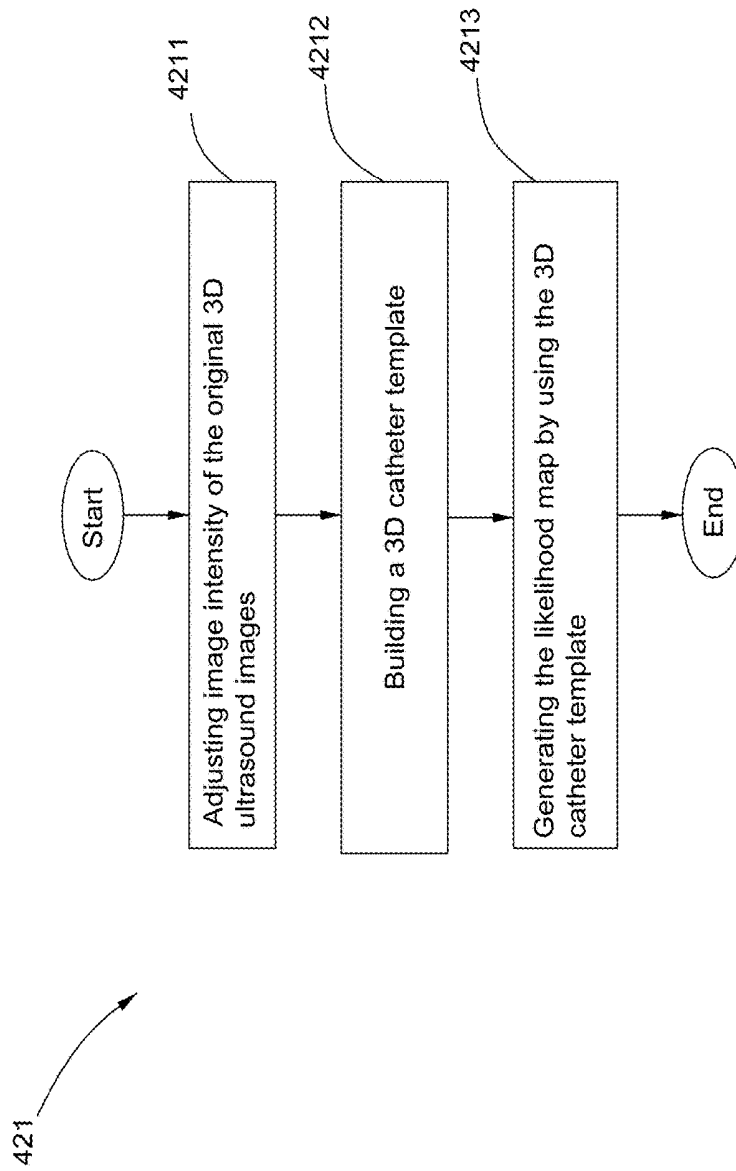 421
Start
Adjusting image intensity of the original 3D
ultrasound images
4211
Building a 3D catheter template
4212
Generating the likelihood map by using the 3D
catheter template
4213
End